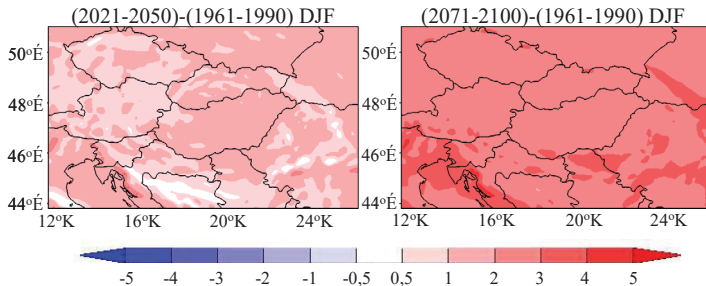 (2021-2050)-(1961-1990) DJF
(2071-2100)-(1961-1990) DJF
50ºÉ
48ºÉ
46ºÉ
44ºÉ
12ºK 16ºK 20ºK 24ºK
50ºÉ
48ºÉ
46ºÉ
44ºÉ
12ºK 16ºK 20ºK 24ºK
-5 -4 -3 -2 -1 -0,5 0,5 1 2 3 4 5